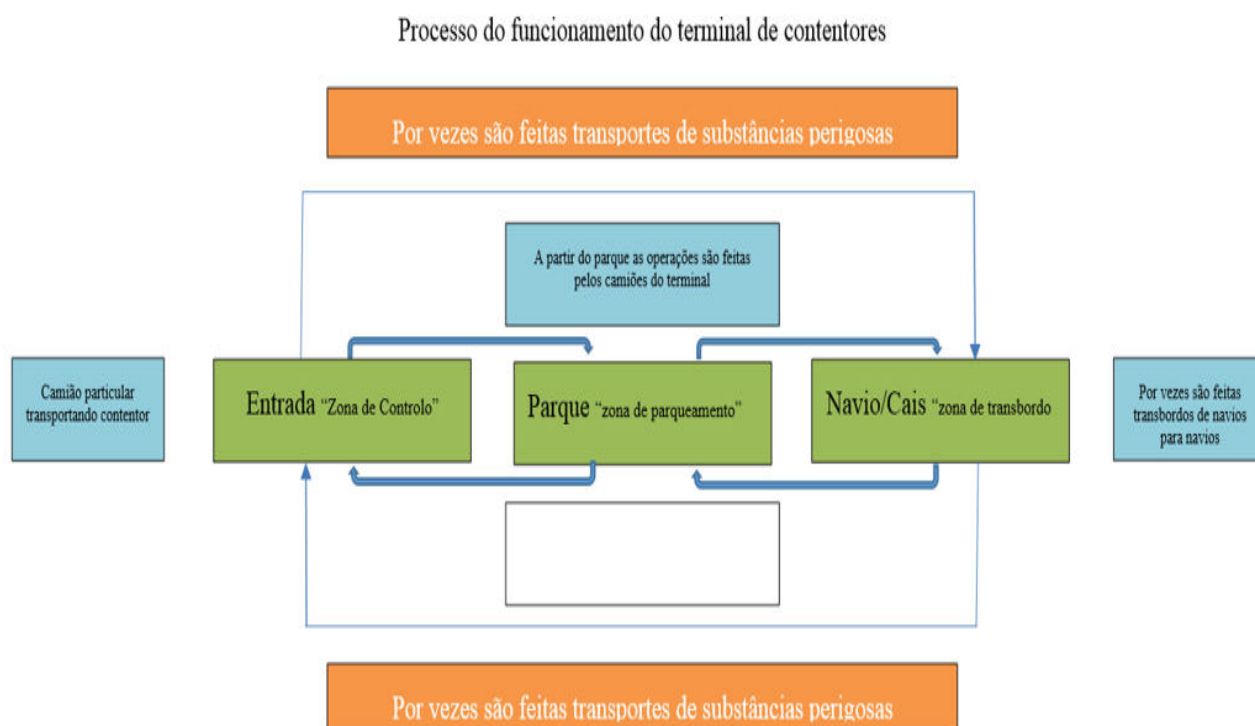 Processo do funcionamento do terminal de contentores
Por vezes são feitas transportes de substâncias perigosas
A partir do parque as operações são feitas
pelos camiões do terminal
Camião particular
transportando contentor
Entrada “Zona de Controlo”
Parque “zona de parqueamento“
Navio/Cais “zona de transbordo
Por vezes são feitas
transbordos de navios
para navios
Por vezes são feitas transportes de substâncias perigosas